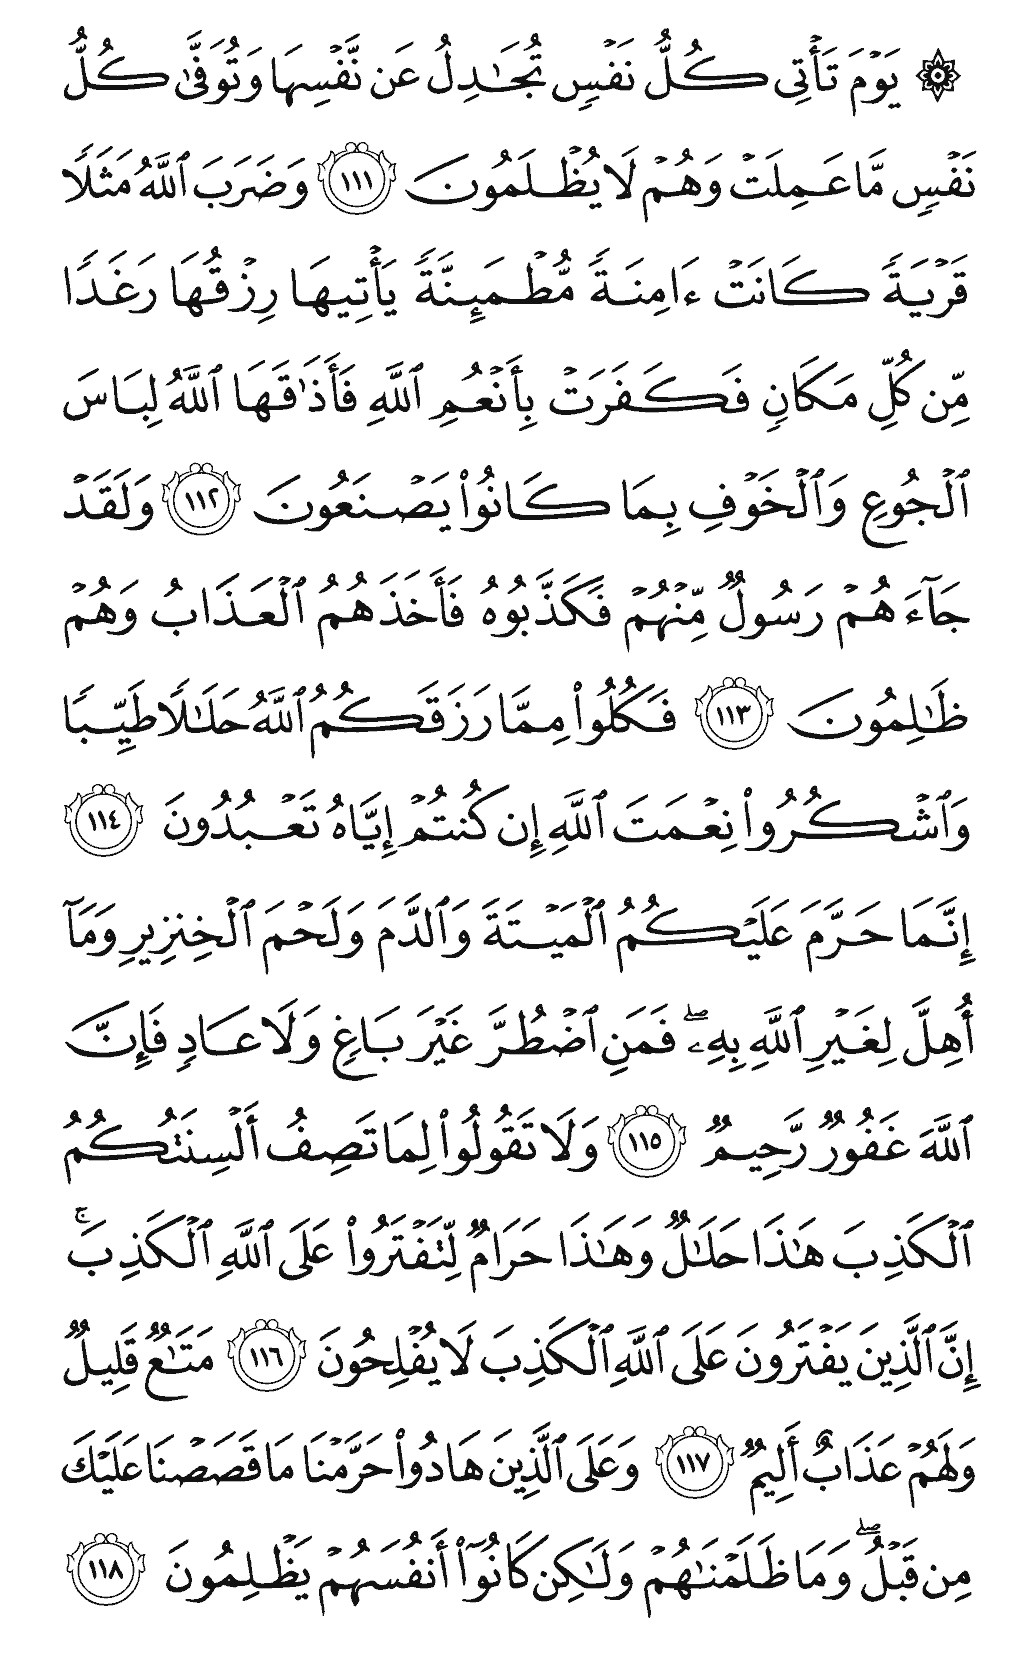 ۞ يَوۡمَ تَأۡتِي كُلُّ نَفۡسٖ تُجَٰدِلُ عَن نَّفۡسِهَا وَتُوَفَّىٰ كُلُّ
نَفۡسٖ مَّا عَمِلَتۡ وَهُمۡ لَا يُظۡلَمُونَ ١١١ وَضَرَبَ ٱللَّهُ مَثَلٗا
قَرۡيَةٗ كَانَتۡ ءَامِنَةٗ مُّطۡمَئِنَّةٗ يَأۡتِيهَا رِزۡقُهَا رَغَدٗا
مِّن كُلِّ مَكَانٖ فَكَفَرَتۡ بِأَنۡعُمِ ٱللَّهِ فَأَذَٰقَهَا ٱللَّهُ لِبَاسَ
ٱلۡجُوعِ وَٱلۡخَوۡفِ بِمَا كَانُواْ يَصۡنَعُونَ ١١٢ وَلَقَدۡ
جَآءَهُمۡ رَسُولٞ مِّنۡهُمۡ فَكَذَّبُوهُ فَأَخَذَهُمُ ٱلۡعَذَابُ وَهُمۡ
ظَٰلِمُونَ ١١٣ فَكُلُواْ مِمَّا رَزَقَكُمُ ٱللَّهُ حَلَٰلٗا طَيِّبٗا
وَٱشۡكُرُواْ نِعۡمَتَ ٱللَّهِ إِن كُنتُمۡ إِيَّاهُ تَعۡبُدُونَ ١١٤
إِنَّمَا حَرَّمَ عَلَيۡكُمُ ٱلۡمَيۡتَةَ وَٱلدَّمَ وَلَحۡمَ ٱلۡخِنزِيرِ وَمَآ
أُهِلَّ لِغَيۡرِ ٱللَّهِ بِهِۦۖ فَمَنِ ٱضۡطُرَّ غَيۡرَ بَاغٖ وَلَا عَادٖ فَإِنَّ
ٱللَّهَ غَفُورٞ رَّحِيمٞ ١١٥ وَلَا تَقُولُواْ لِمَا تَصِفُ أَلۡسِنَتُكُمُ
ٱلۡكَذِبَ هَٰذَا حَلَٰلٞ وَهَٰذَا حَرَامٞ لِّتَفۡتَرُواْ عَلَى ٱللَّهِ ٱلۡكَذِبَۚ
إِنَّ ٱلَّذِينَ يَفۡتَرُونَ عَلَى ٱللَّهِ ٱلۡكَذِبَ لَا يُفۡلِحُونَ ١١٦ مَتَٰعٞ قَلِيلٞ
وَلَهُمۡ عَذَابٌ أَلِيمٞ ١١٧ وَعَلَى ٱلَّذِينَ هَادُواْ حَرَّمۡنَا مَا قَصَصۡنَا عَلَيۡكَ
مِن قَبۡلُۖ وَمَا ظَلَمۡنَٰهُمۡ وَلَٰكِن كَانُوٓاْ أَنفُسَهُمۡ يَظۡلِمُونَ ١١٨